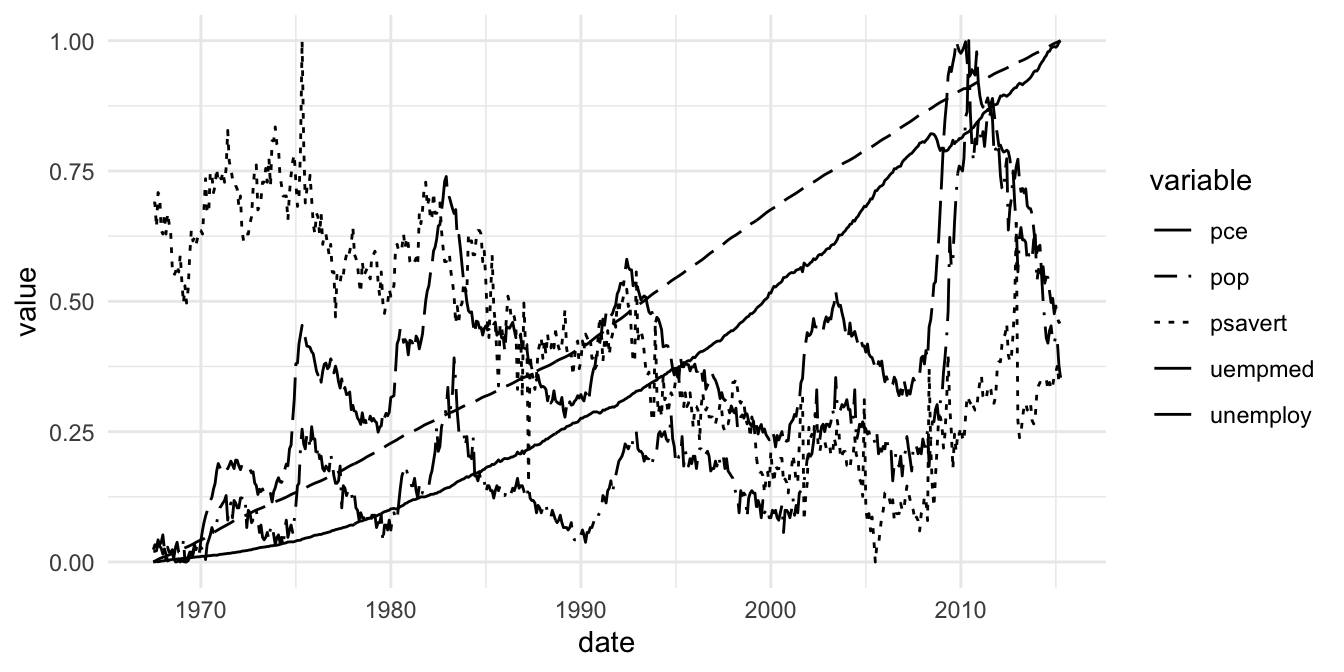 1.00
0.75
0.50
0.25
0.00
value
1970 1980 1990 2000 2010
date
variable
pce
pop
psavert
uempmed
unemploy